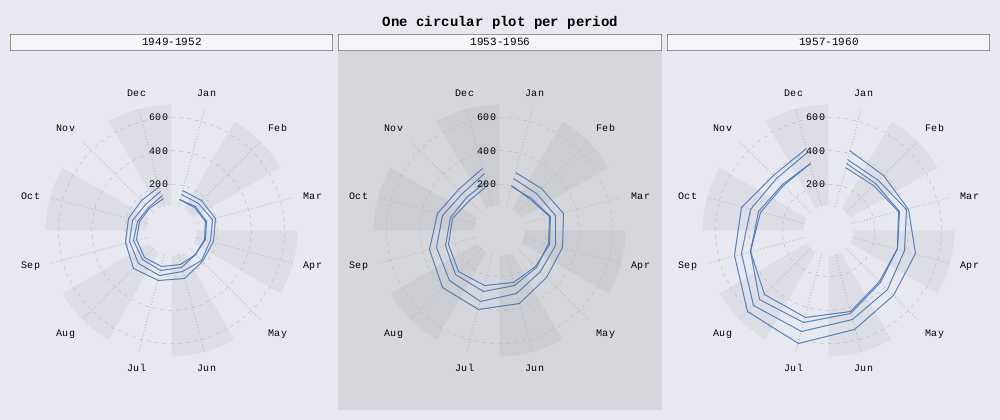 One circular plot per period
1949-1952
1953-1956
1957-1960
Dec Jan
Nov Feb
Oct Mar
Sep Apr
Aug May
Jul Jun
600
400
200
Dec Jan
Nov Feb
Oct Mar
Sep Apr
Aug May
Jul Jun
600
400
200
Dec Jan
Nov Feb
Oct Mar
Sep Apr
Aug May
Jul Jun
600
400
200